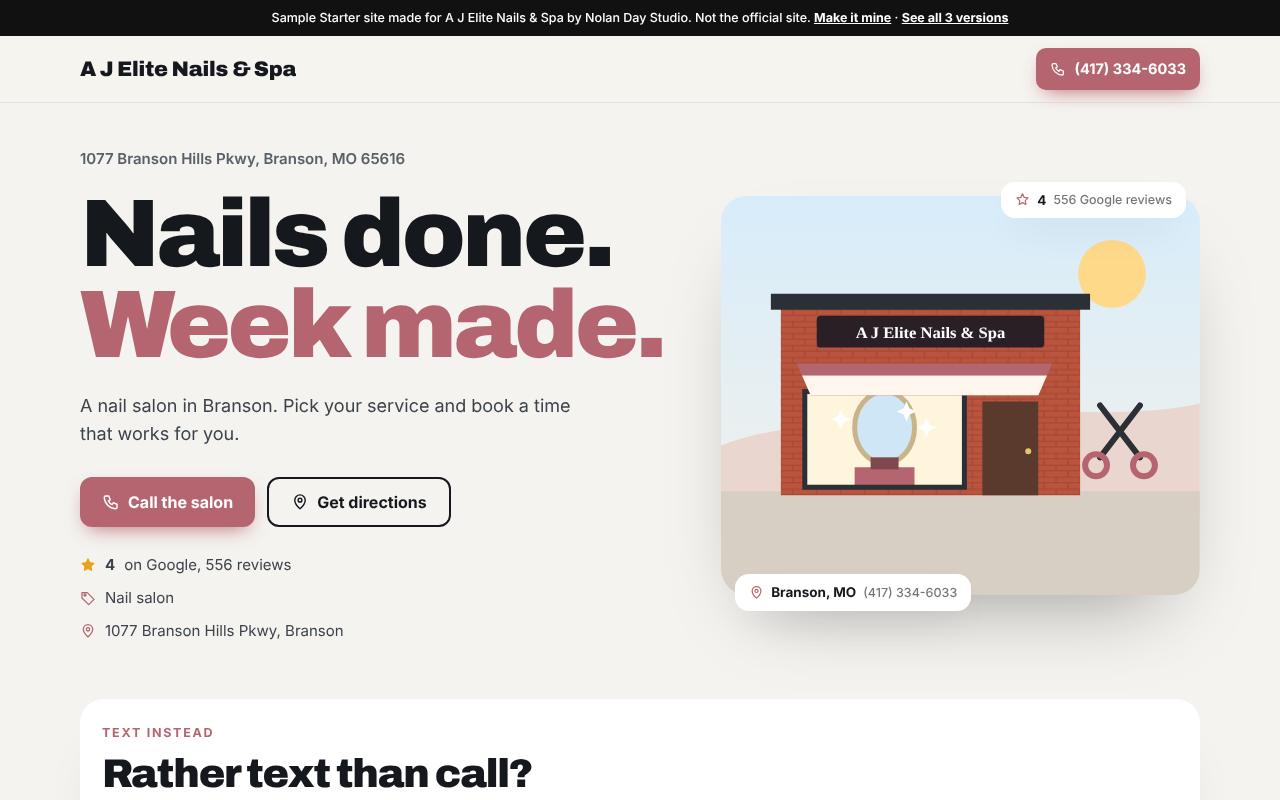 Sample Starter site made for A J Elite Nails & Spa by Nolan Day Studio. Not the official site. Make it mine · See all 3 versions
A J Elite Nails & Spa
(417) 334-6033
1077 Branson Hills Pkwy, Branson, MO 65616
Nails done.
Week made.
A nail salon in Branson. Pick your service and book a time
that works for you.
Call the salon
Get directions
4 on Google, 556 reviews
Nail salon
1077 Branson Hills Pkwy, Branson
4 556 Google reviews
A J Elite Nails & Spa
Branson, MO (417) 334-6033
TEXT INSTEAD
Rather text than call?